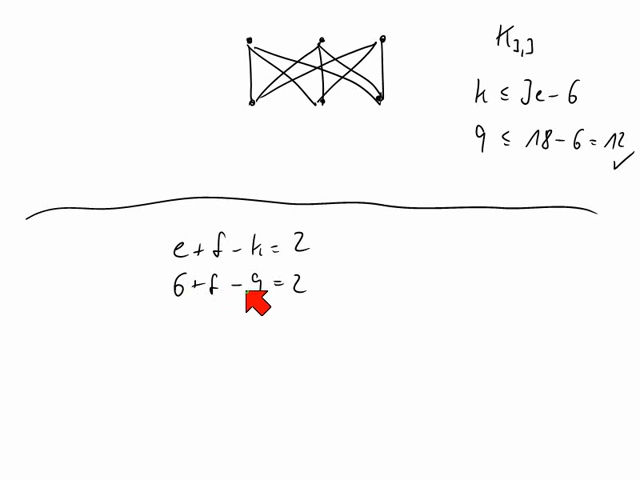 K3,3
k ≤ 3e - 6
9 ≤ 18 - 6 = 12 ✓
e + f - k = 2
6 + f - 9 = 2